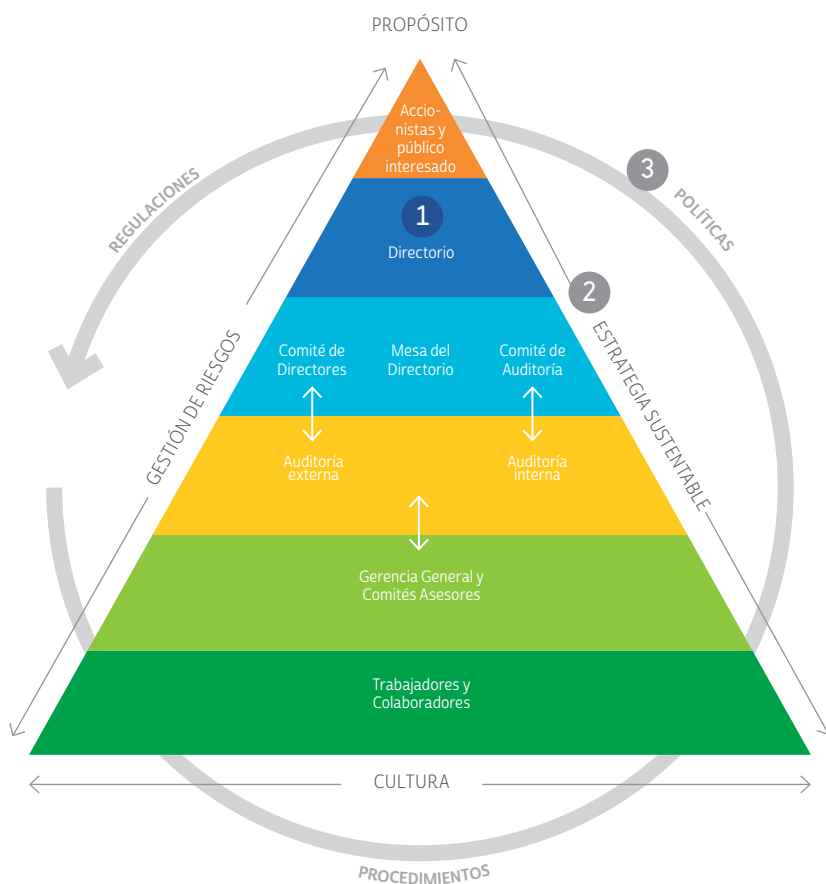 PROPÓSITO
Accio-
nistas y
público
interesado
3
REGULACIONES
POLÍTICAS
1
Directorio
2
Comité de
Directores
Mesa del
Directorio
Comité de
Auditoría
GESTIÓN DE RIESGOS
ESTRATEGIA SUSTENTABLE
Auditoría
externa
Auditoría
interna
Gerencia General y
Comités Asesores
Trabajadores y
Colaboradores
CULTURA
PROCEDIMIENTOS